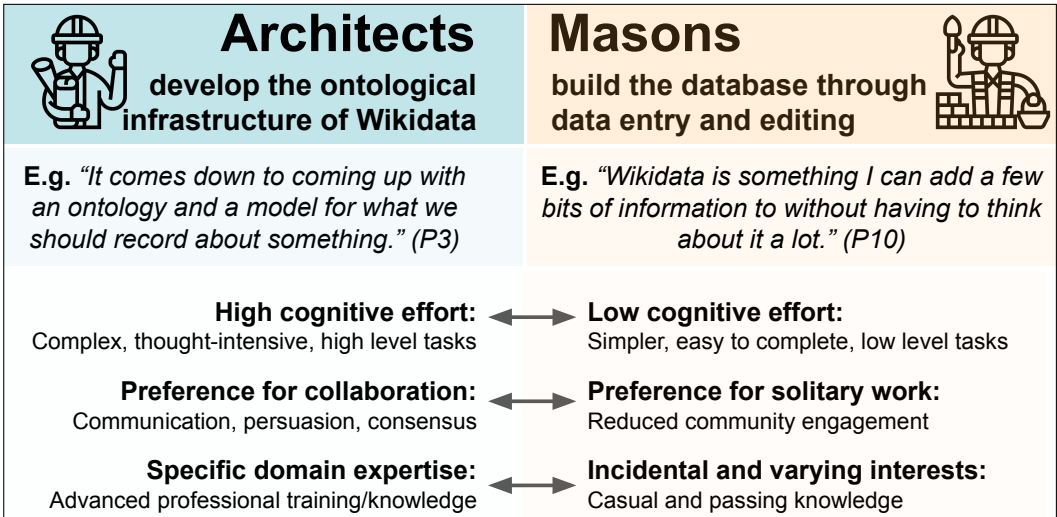 Architects
develop the ontological
infrastructure of Wikidata
Masons
build the database through
data entry and editing
E.g. “It comes down to coming up with
an ontology and a model for what we
should record about something.” (P3)
E.g. “Wikidata is something I can add a few
bits of information to without having to think
about it a lot.” (P10)
High cognitive effort:
Complex, thought-intensive, high level tasks
Low cognitive effort:
Simpler, easy to complete, low level tasks
Preference for collaboration:
Communication, persuasion, consensus
Preference for solitary work:
Reduced community engagement
Specific domain expertise:
Advanced professional training/knowledge
Incidental and varying interests:
Casual and passing knowledge